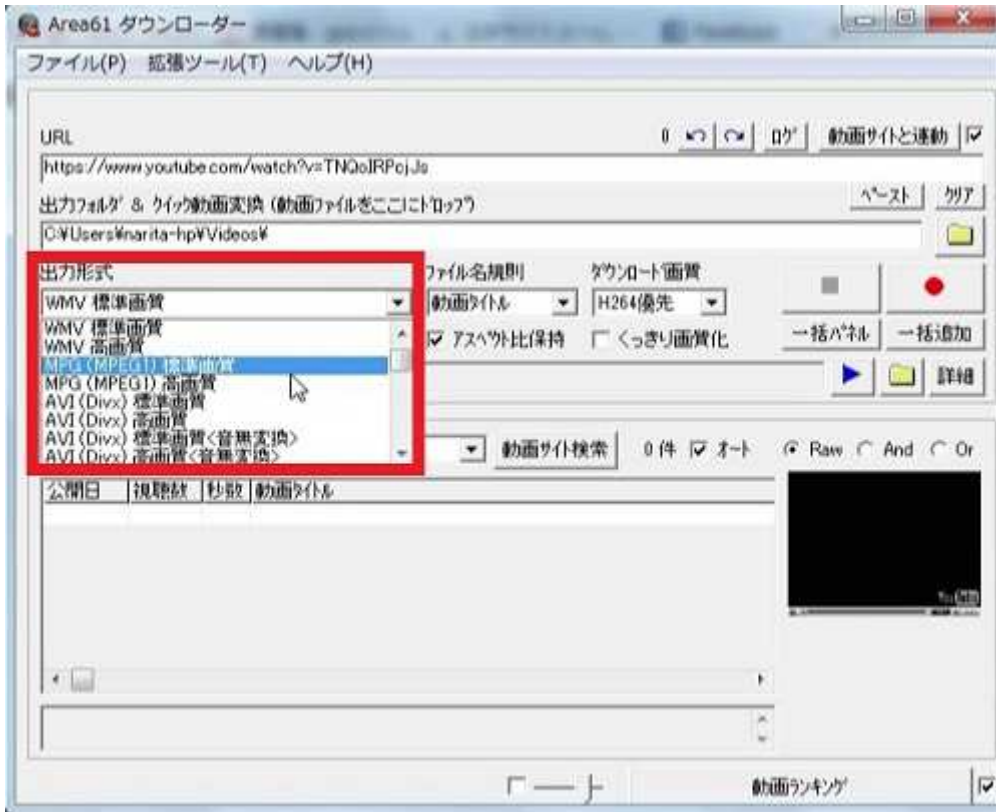 Area61 ダウンローダー
ファイル(P) 拡張ツール(T) ヘルプ(H)
URL
0
ログ
動画サイトと連動
https://www.youtube.com/watch?v=TNQoIRPojJs
出力フォルダ & クイック動画変換 (動画ファイルをここにドロップ)
ペースト
クリア
C:¥Users¥narita-hp¥Videos¥
出力形式
ファイル名規則
ダウンロード画質
WMV 標準画質
動画タイトル
H264優先
WMV 標準画質
WMV 高画質
MPG (MPEG1) 標準画質
MPG (MPEG1) 高画質
AVI (Divx) 標準画質
AVI (Divx) 高画質
AVI (Divx) 標準画質<音無変換>
AVI (Divx) 高画質<音無変換>
アスペクト比保持
くっきり画質化
一括パネル
一括追加
詳細
動画サイト検索
0 件
オート
Raw
And
Or
公開日 視聴数 秒数 動画タイトル
動画ランキング